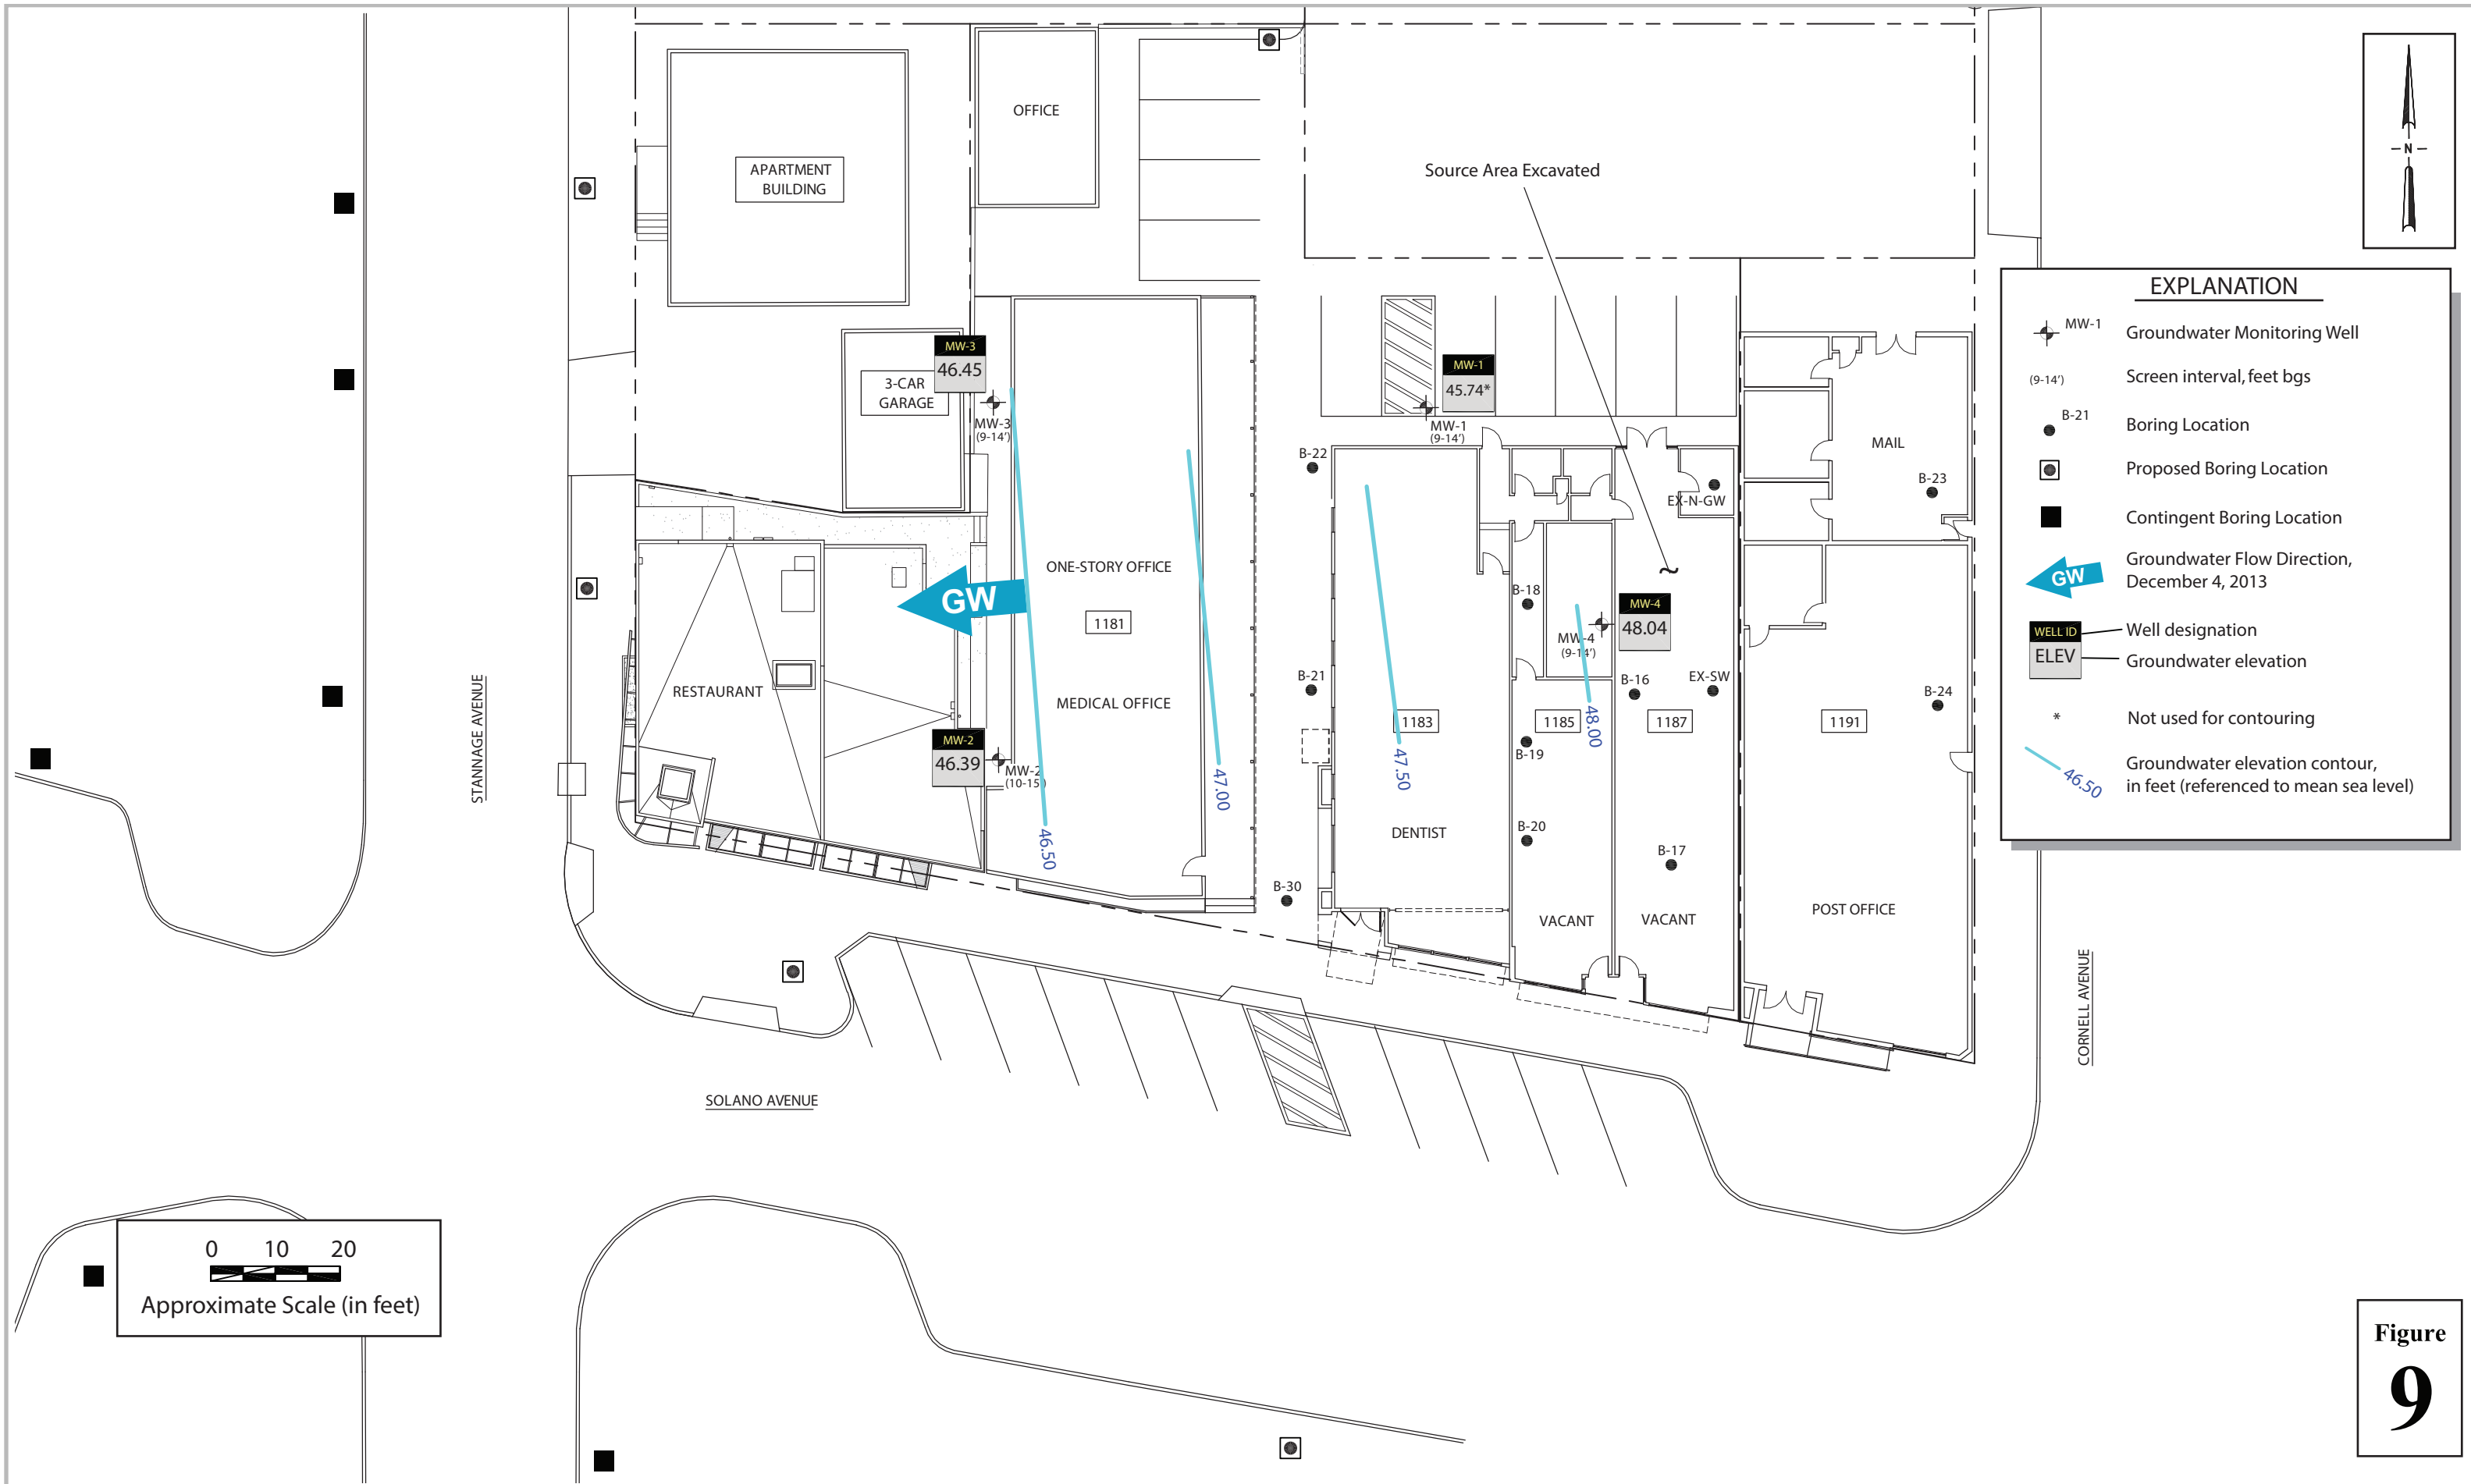 OFFICE
APARTMENT
BUILDING
Source Area Excavated
N
EXPLANATION
MW-1
Groundwater Monitoring Well
(9-14')
Screen interval, feet bgs
B-21
Boring Location
Proposed Boring Location
Contingent Boring Location
GW
Groundwater Flow Direction,
December 4, 2013
WELL ID
Well designation
ELEV
Groundwater elevation
*
Not used for contouring
46.50
Groundwater elevation contour,
in feet (referenced to mean sea level)
MW-3
46.45
3-CAR
GARAGE
MW-3
(9-14')
MW-1
45.74*
MW-1
(9-14')
MAIL
B-22
B-23
EX-N-GW
ONE-STORY OFFICE
GW
1181
B-18
MW-4
48.04
MW-4
(9-14')
RESTAURANT
MEDICAL OFFICE
B-21
B-16
EX-SW
B-24
STANNAGE AVENUE
1183
1185
48.00
1187
1191
MW-2
46.39
MW-2
(10-15')
47.00
47.50
B-19
46.50
DENTIST
B-20
B-17
B-30
VACANT
VACANT
POST OFFICE
CORNELL AVENUE
SOLANO AVENUE
0 10 20
Approximate Scale (in feet)
Figure
9